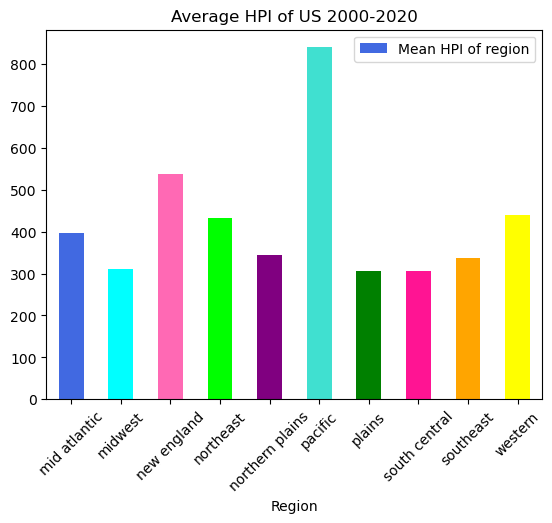 Average HPI of US 2000-2020
Mean HPI of region
800
700
600
500
400
300
200
100
0
mid atlantic
midwest
new england
northeast
northern plains
pacific
plains
south central
southeast
western
Region